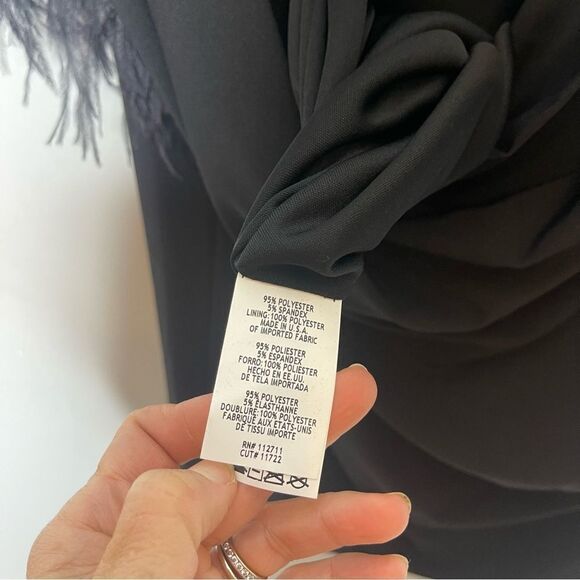 95% POLYESTER
5% SPANDEX
LINING:100% POLYESTER
MADE IN U.S.A.
OF IMPORTED FABRIC
95% POLIESTER
5% ESPANDEX
FORRO: 100% POLIESTER
HECHO EN EE.UU.
DE TELA IMPORTADA
95% POLYESTER
5% ELASTHANNE
DOUBLURE:100% POLYESTER
FABRIQUE AUX ETATS-UNIS
DE TISSU IMPORTE
RN# 112711
CUT# 11722